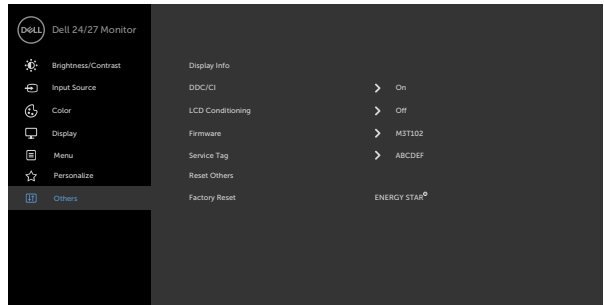 DELL Dell 24/27 Monitor
Brightness/Contrast Display Info
Input Source DDC/CI On
Color LCD Conditioning Off
Display Firmware M3T102
Menu Service Tag ABCDEF
Personalize Reset Others
Others Factory Reset ENERGY STAR®